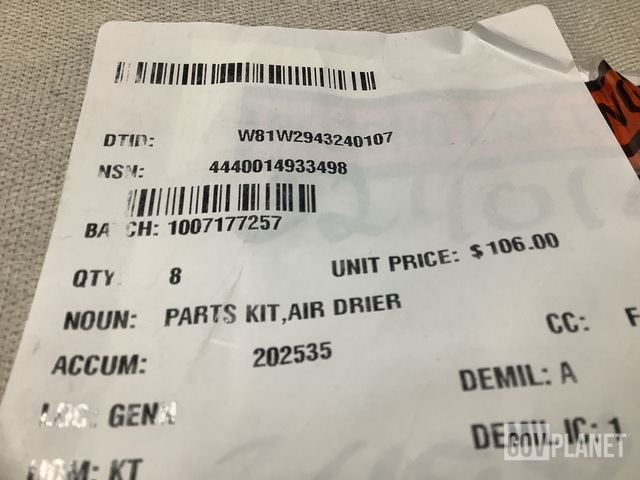 DTID: W81W2943240107
NSN: 4440014933498
BATCH: 1007177257
QTY 8 UNIT PRICE: $106.00
NOUN: PARTS KIT,AIR DRIER
CC: F
ACCUM: 202535
DEMIL: A
LOC: GENR
DEMIL IC: 1
UOM: KT
GOVPLANET